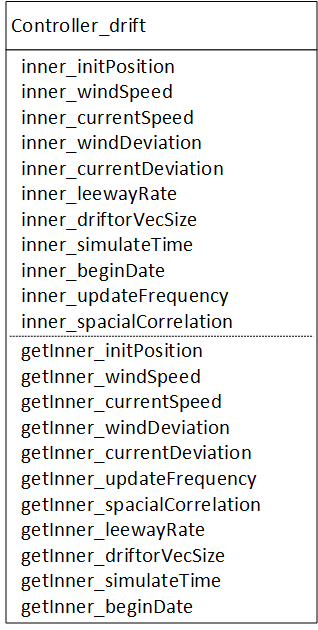 Controller_drift
inner_initPosition
inner_windSpeed
inner_currentSpeed
inner_windDeviation
inner_currentDeviation
inner_leewayRate
inner_driftorVecSize
inner_simulateTime
inner_beginDate
inner_updateFrequency
inner_spacialCorrelation
getInner_initPosition
getInner_windSpeed
getInner_currentSpeed
getInner_windDeviation
getInner_currentDeviation
getInner_updateFrequency
getInner_spacialCorrelation
getInner_leewayRate
getInner_driftorVecSize
getInner_simulateTime
getInner_beginDate